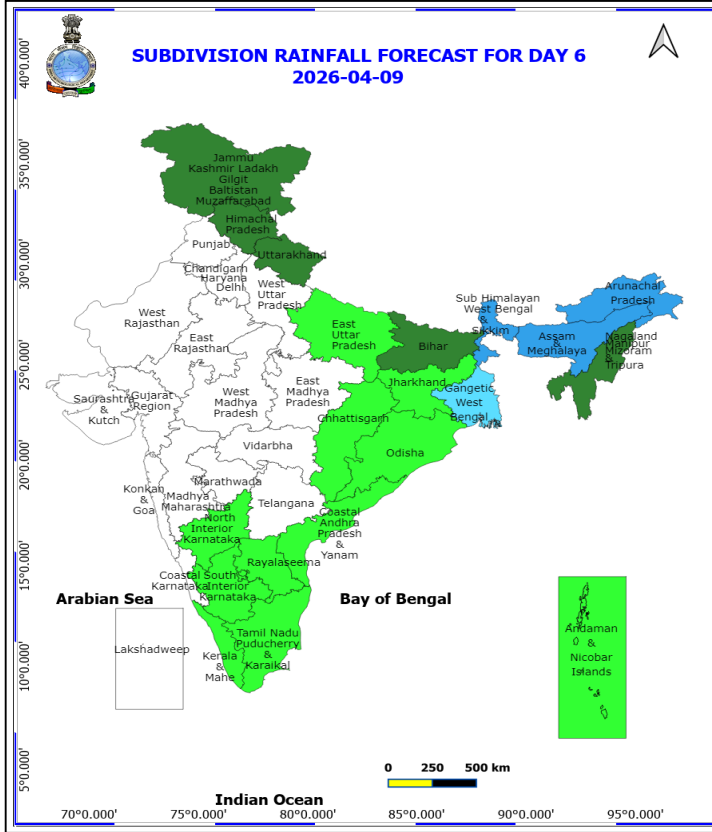 SUBDIVISION RAINFALL FORECAST FOR DAY 6
2026-04-09
40°0.000'
35°0.000'
30°0.000'
25°0.000'
20°0.000'
15°0.000'
10°0.000'
5°0.000'
Jammu
Kashmir Ladakh
Gilgit
Baltistan
Muzaffarabad
Himachal
Pradesh
Punjab
Uttarakhand
Chandigarh
Haryana
Delhi
West
Uttar
Pradesh
West
Rajasthan
East
Rajasthan
East
Uttar
Pradesh
Bihar
Sub Himalayan
West Bengal
&
Sikkim
Arunachal
Pradesh
Assam
&
Meghalaya
Nagaland
Manipur
Mizoram
&
Tripura
Jharkhand
Gangetic
West
Bengal
Saurashtra
&
Kutch
Gujarat
Region
West
Madhya
Pradesh
East
Madhya
Pradesh
Chhattisgarh
Odisha
Vidarbha
Konkan
&
Goa
Madhya
Maharashtra
Marathwada
Telangana
North
Interior
Karnataka
Coastal
Andhra
Pradesh
&
Yanam
Rayalaseema
Coastal
Karnataka
South
Interior
Karnataka
Arabian Sea
Bay of Bengal
Lakshadweep
Kerala
&
Mahe
Tamil Nadu
Puducherry
&
Karaikal
Andaman
&
Nicobar
Islands
0 250 500 km
Indian Ocean
70°0.000' 75°0.000' 80°0.000' 85°0.000' 90°0.000' 95°0.000'